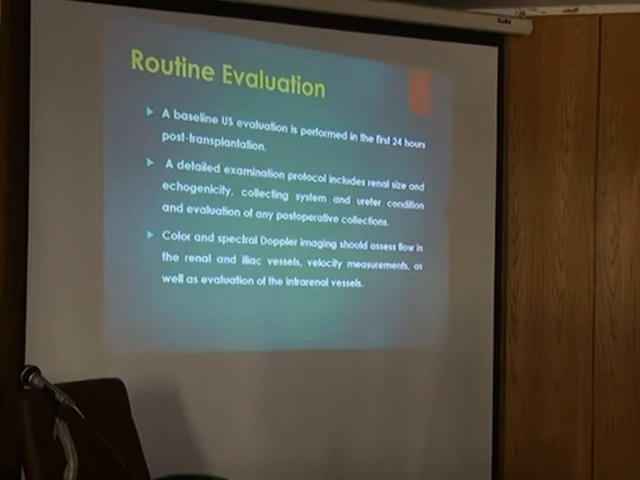 Routine Evaluation
A baseline US evaluation is performed in the first 24 hours
post-transplantation.
A detailed examination protocol includes renal size and
echogenicity, collecting system and ureter condition
and evaluation of any postoperative collections.
Color and spectral Doppler imaging should assess flow in
the renal and iliac vessels, velocity measurements, as
well as evaluation of the intrarenal vessels.